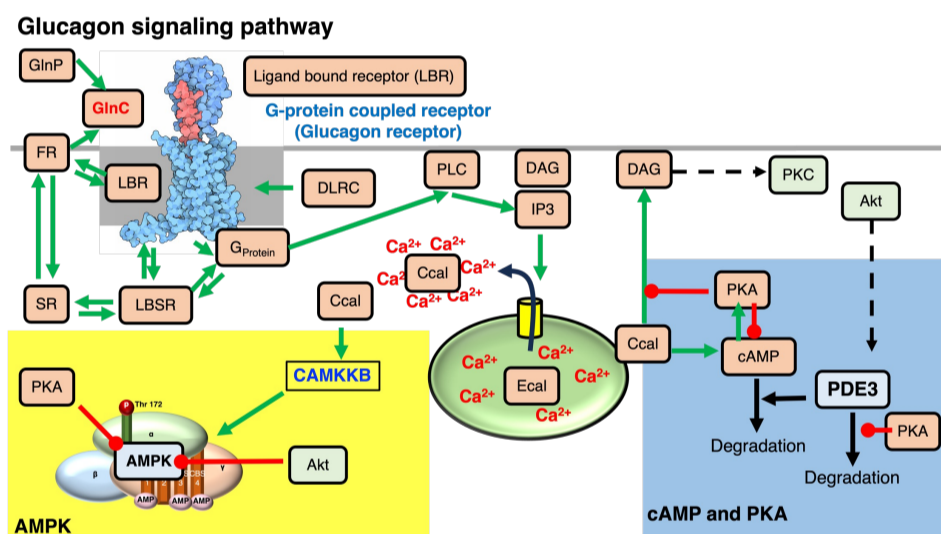 Glucagon signaling pathway
GlnP
GlnC
Ligand bound receptor (LBR)
G-protein coupled receptor
(Glucagon receptor)
FR
LBR
DLRC
PLC
DAG
IP3
DAG
PKC
Akt
GProtein
SR
LBSR
Ca2+ Ca2+
Ca2 Ccal Ca2+
Ca2+ Ca2+
Ccal
CAMKKB
PKA
P Thr 172
α
AMPK
β
γ
2 3 4
AMP AMP AMP
Akt
AMPK
Ca2+ Ca2+
Ca2+ Ecal Ca2+
Ca2+
Ccal
PKA
cAMP
PDE3
PKA
Degradation
Degradation
cAMP and PKA